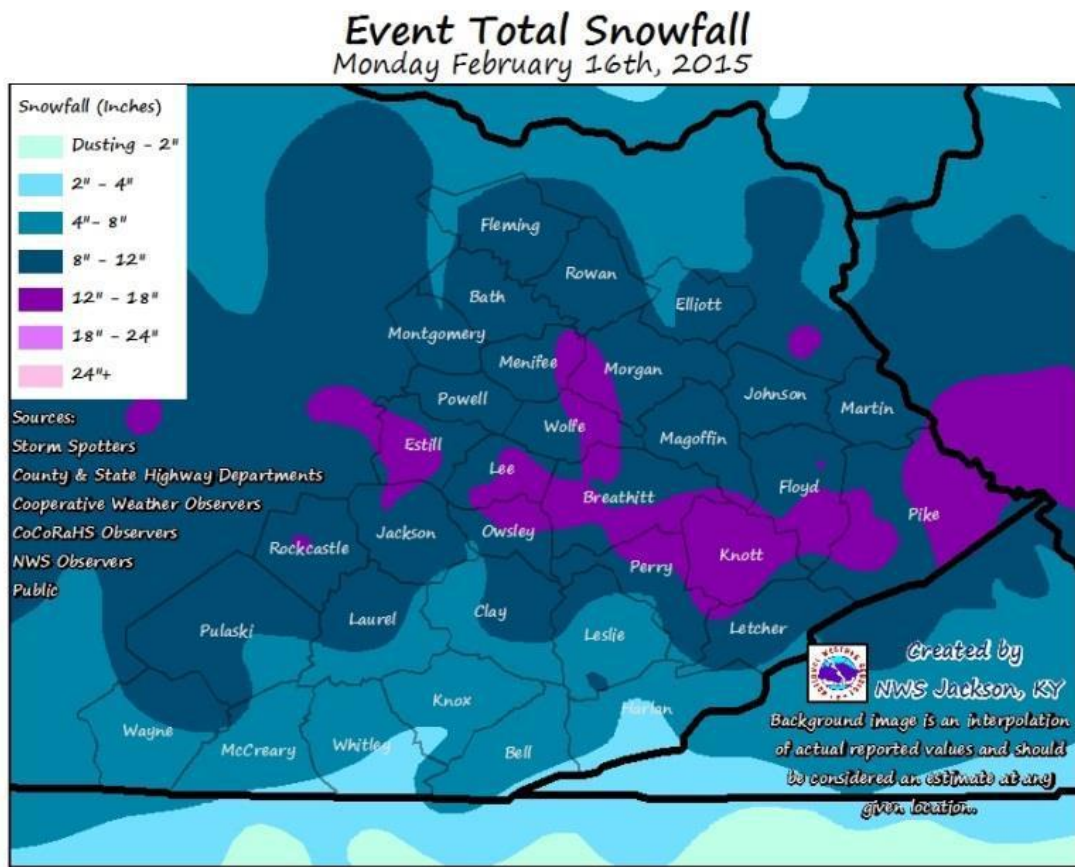 Event Total Snowfall
Monday February 16th, 2015
Snowfall (Inches)
Dusting - 2"
2" - 4"
4"- 8"
8" - 12"
12" - 18"
18" - 24"
24"+
Sources:
Storm Spotters
County & State Highway Departments
Cooperative Weather Observers
CoCoRaHS Observers
NWS Observers
Public
Fleming
Rowan
Bath
Elliott
Montgomery
Menifee
Morgan
Powell
Johnson
Martin
Wolfe
Estill
Magoffin
Lee
Floyd
Breathitt
Pike
Owsley
Jackson
Rockcastle
Knott
Perry
Clay
Laurel
Letcher
Pulaski
Leslie
Knox
Harlan
Wayne
McCreary
Whitley
Bell
Created by
NWS Jackson, KY
Background image is an interpolation
of actual reported values and should
be considered an estimate at any
given location.